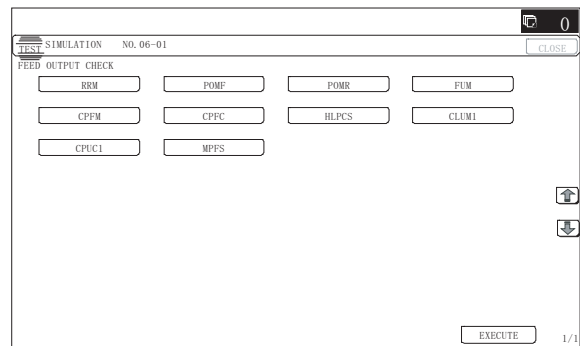 0
TEST SIMULATION NO. 06-01 CLOSE
FEED OUTPUT CHECK
RRM POMF POMR FUM
CPFM CPFC HLPCS CLUM1
CPUC1 MPFS
EXECUTE 1/1